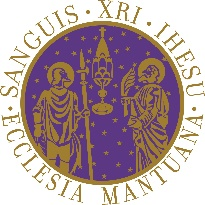 · SANGUIS · XRI · IHESU ·
ECCLESIA MANTUANA